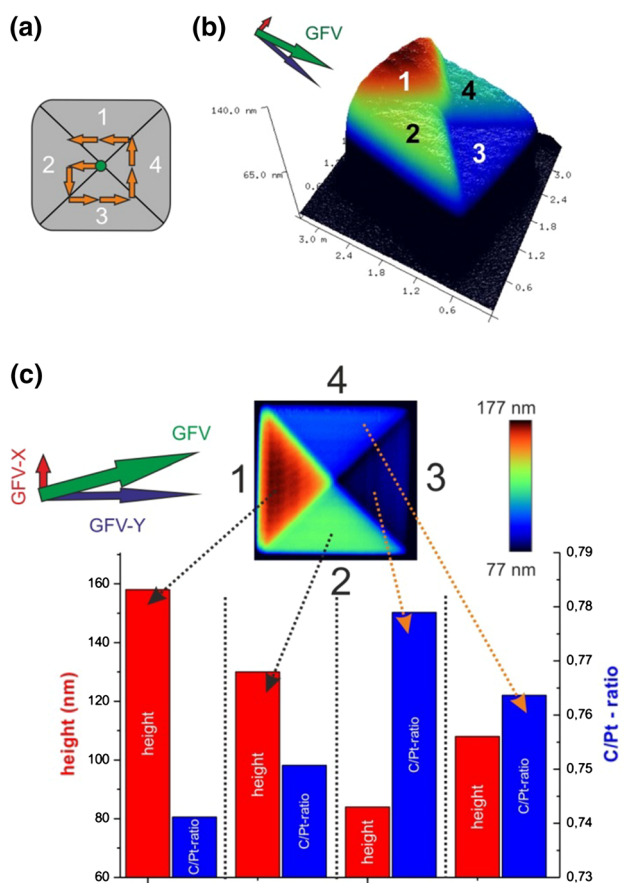 (a)
1
2
4
3
(b)
GFV
140.0 nm
65.0 nm
1
4
2
3
3.0 m
2.4
1.8
1.2
0.6
0.6
1.2
1.8
2.4
3.0
(c)
4
GFV-X
GFV
GFV-Y
1
3
2
177 nm
77 nm
height (nm)
160
140
120
100
80
60
height
C/Pt-ratio
height
C/Pt-ratio
height
C/Pt-ratio
height
C/Pt-ratio
0,79
0,78
0,77
0,76
0,75
0,74
0,73
C/Pt - ratio